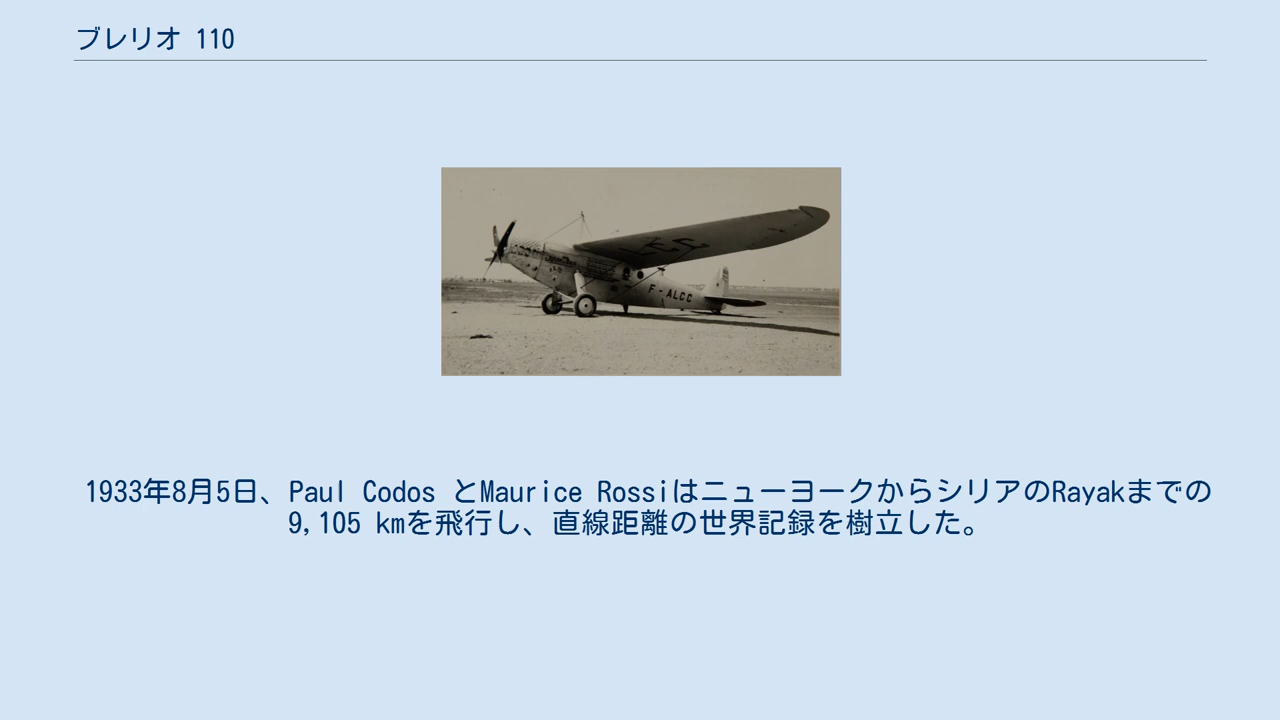 ブレリオ 110
LCC
F-ALCC
1933年8月5日、Paul Codos とMaurice RossiはニューヨークからシリアのRayakまでの
9,105 kmを飛行し、直線距離の世界記録を樹立した。